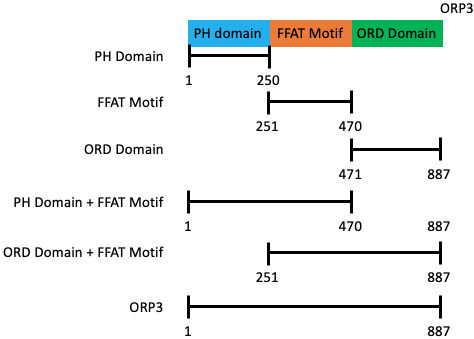 ORP3
PH domain FFAT Motif ORD Domain
PH Domain
1 250
FFAT Motif
251 470
ORD Domain
471 887
PH Domain + FFAT Motif
1 470 887
ORD Domain + FFAT Motif
251 887
ORP3
1 887